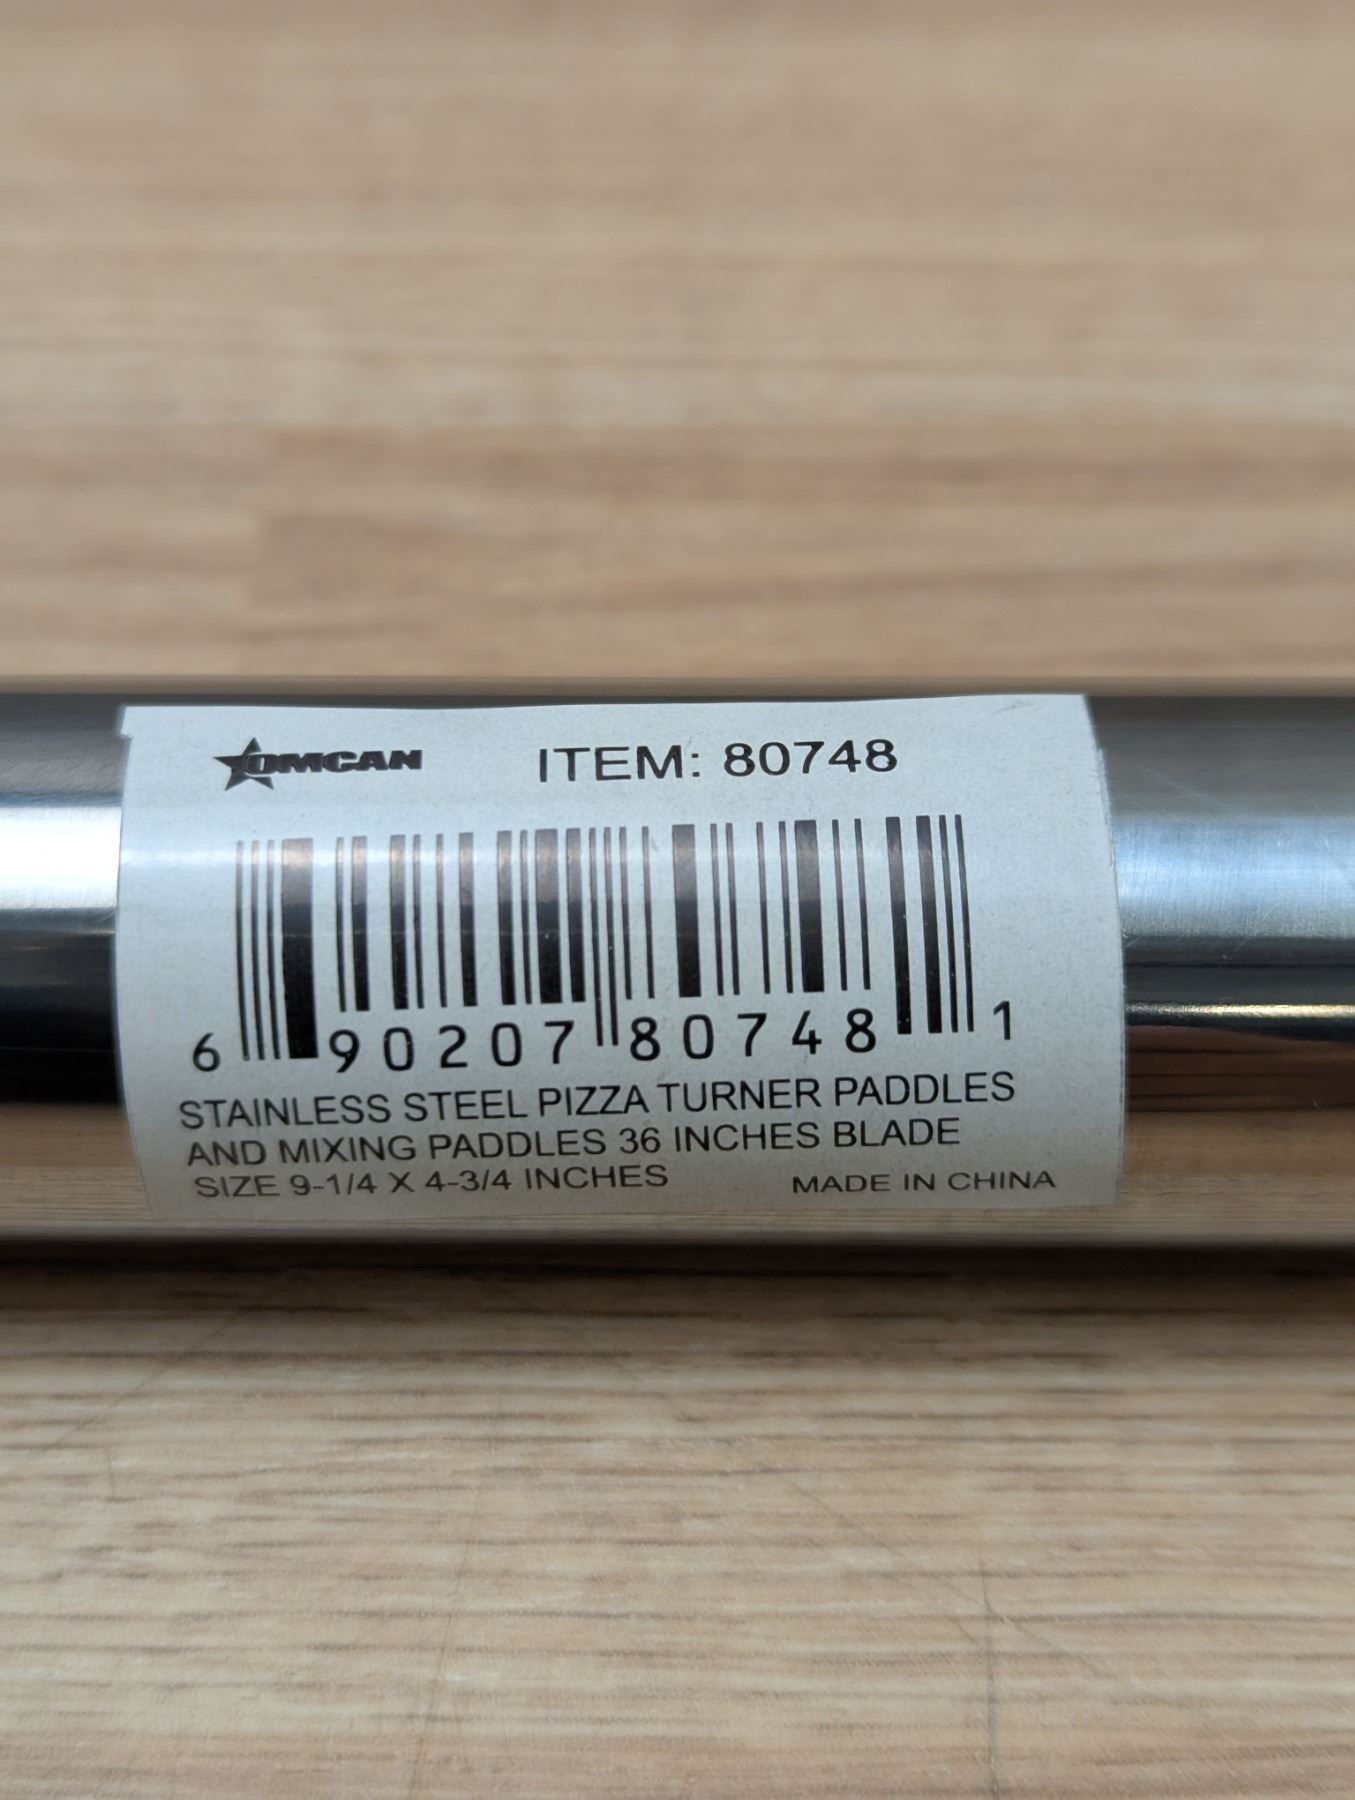 OMCAN ITEM: 80748
6 90207 80748 1
STAINLESS STEEL PIZZA TURNER PADDLES
AND MIXING PADDLES 36 INCHES BLADE
SIZE 9-1/4 X 4-3/4 INCHES MADE IN CHINA